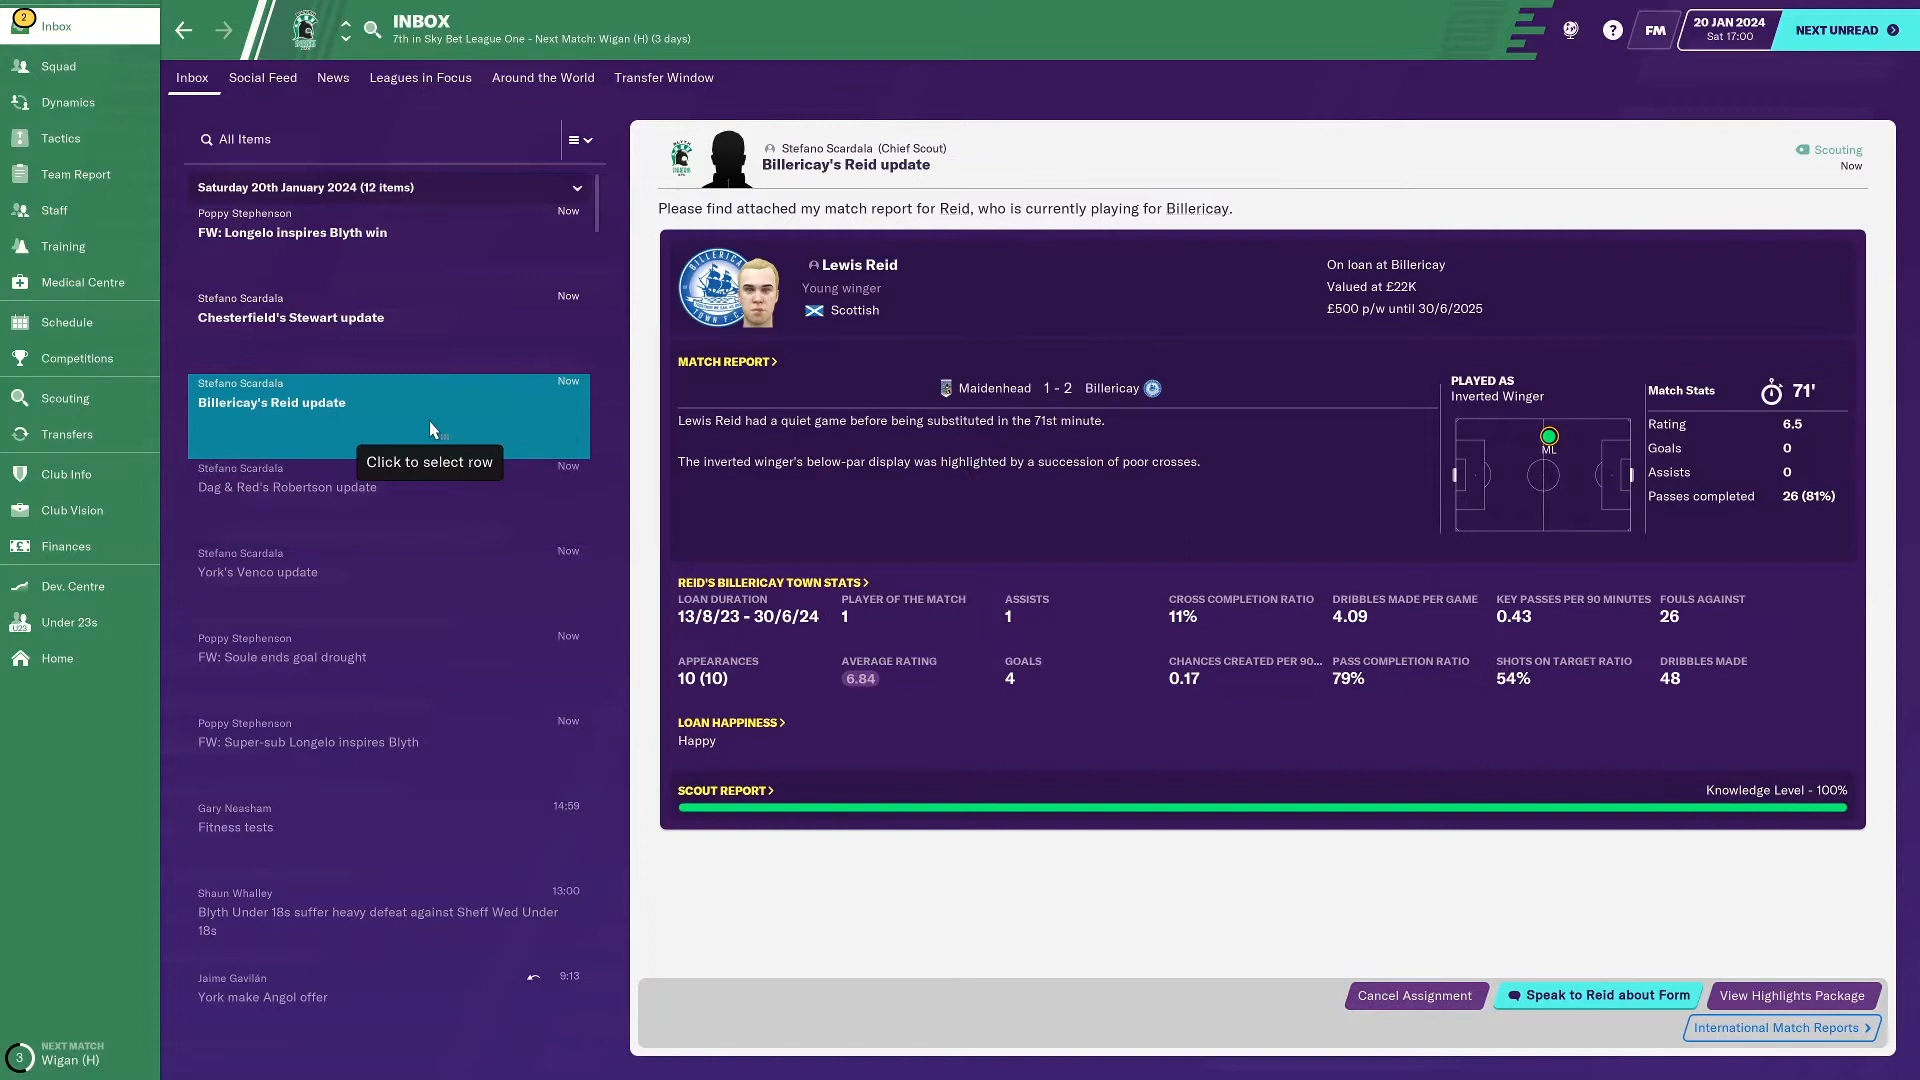 2
Inbox
Squad
Dynamics
Tactics
Team Report
Staff
Training
Medical Centre
Schedule
Competitions
Scouting
Transfers
Club Info
Club Vision
Finances
Dev. Centre
U23
Under 23s
Home
3
NEXT MATCH
Wigan (H)
INBOX
7th in Sky Bet League One - Next Match: Wigan (H) (3 days)
?
FM
20 JAN 2024
Sat 17:00
NEXT UNREAD
Inbox Social Feed News Leagues in Focus Around the World Transfer Window
All Items
Saturday 20th January 2024 (12 items)
Poppy Stephenson Now
FW: Longelo inspires Blyth win
Stefano Scardala Now
Chesterfield's Stewart update
Stefano Scardala Now
Billericay's Reid update
Click to select row
Stefano Scardala Now
Dag & Red's Robertson update
Stefano Scardala Now
York's Venco update
Poppy Stephenson Now
FW: Soule ends goal drought
Poppy Stephenson Now
FW: Super-sub Longelo inspires Blyth
Gary Neasham 14:59
Fitness tests
Shaun Whalley 13:00
Blyth Under 18s suffer heavy defeat against Sheff Wed Under
18s
Jaime Gavilán 9:13
York make Angol offer
Stefano Scardala (Chief Scout)
Billericay's Reid update
Scouting
Now
Please find attached my match report for Reid, who is currently playing for Billericay.
BILLERICAY
TOWN F.C.
Lewis Reid
Young winger
Scottish
On loan at Billericay
Valued at £22K
£500 p/w until 30/6/2025
MATCH REPORT >
Maidenhead 1 - 2 Billericay
Lewis Reid had a quiet game before being substituted in the 71st minute.
The inverted winger's below-par display was highlighted by a succession of poor crosses.
PLAYED AS
Inverted Winger
ML
Match Stats 71'
Rating 6.5
Goals 0
Assists 0
Passes completed 26 (81%)
REID'S BILLERICAY TOWN STATS >
LOAN DURATION PLAYER OF THE MATCH ASSISTS CROSS COMPLETION RATIO DRIBBLES MADE PER GAME KEY PASSES PER 90 MINUTES FOULS AGAINST
13/8/23 - 30/6/24 1 1 11% 4.09 0.43 26
APPEARANCES AVERAGE RATING GOALS CHANCES CREATED PER 90... PASS COMPLETION RATIO SHOTS ON TARGET RATIO DRIBBLES MADE
10 (10) 6.84 4 0.17 79% 54% 48
LOAN HAPPINESS >
Happy
SCOUT REPORT > Knowledge Level - 100%
Cancel Assignment Speak to Reid about Form View Highlights Package
International Match Reports >